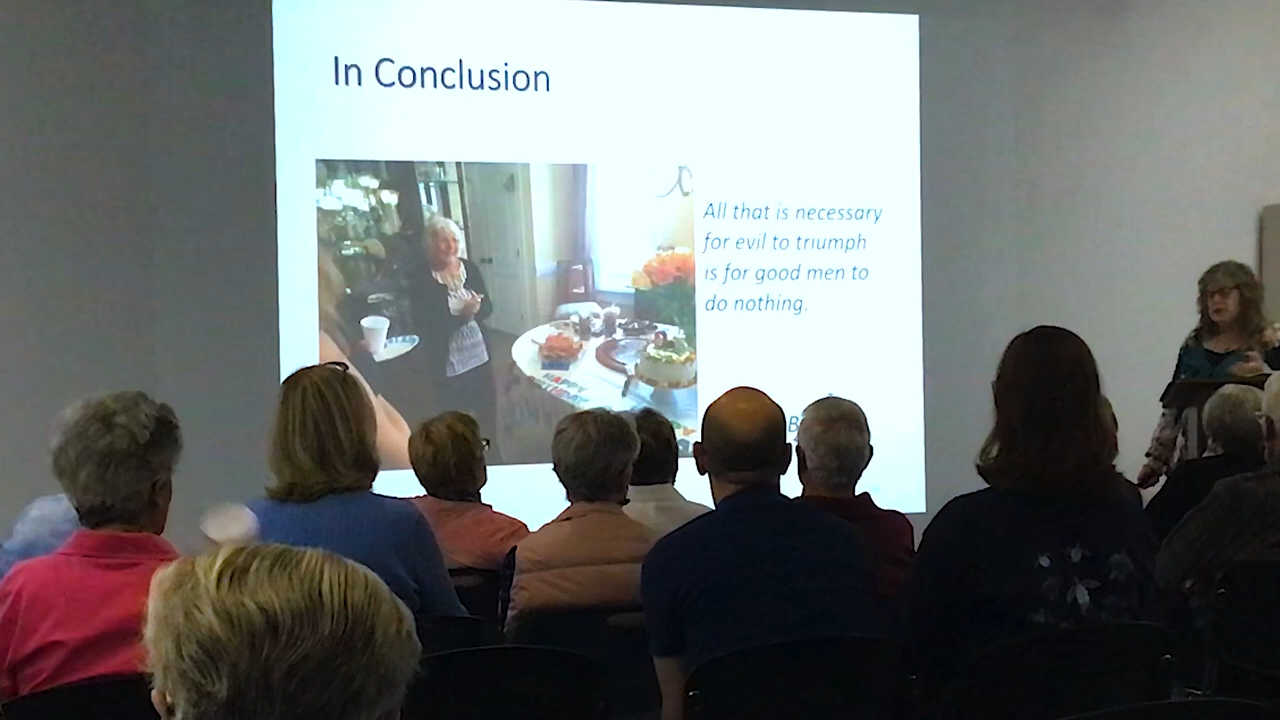 In Conclusion
All that is necessary
for evil to triumph
is for good men to
do nothing.